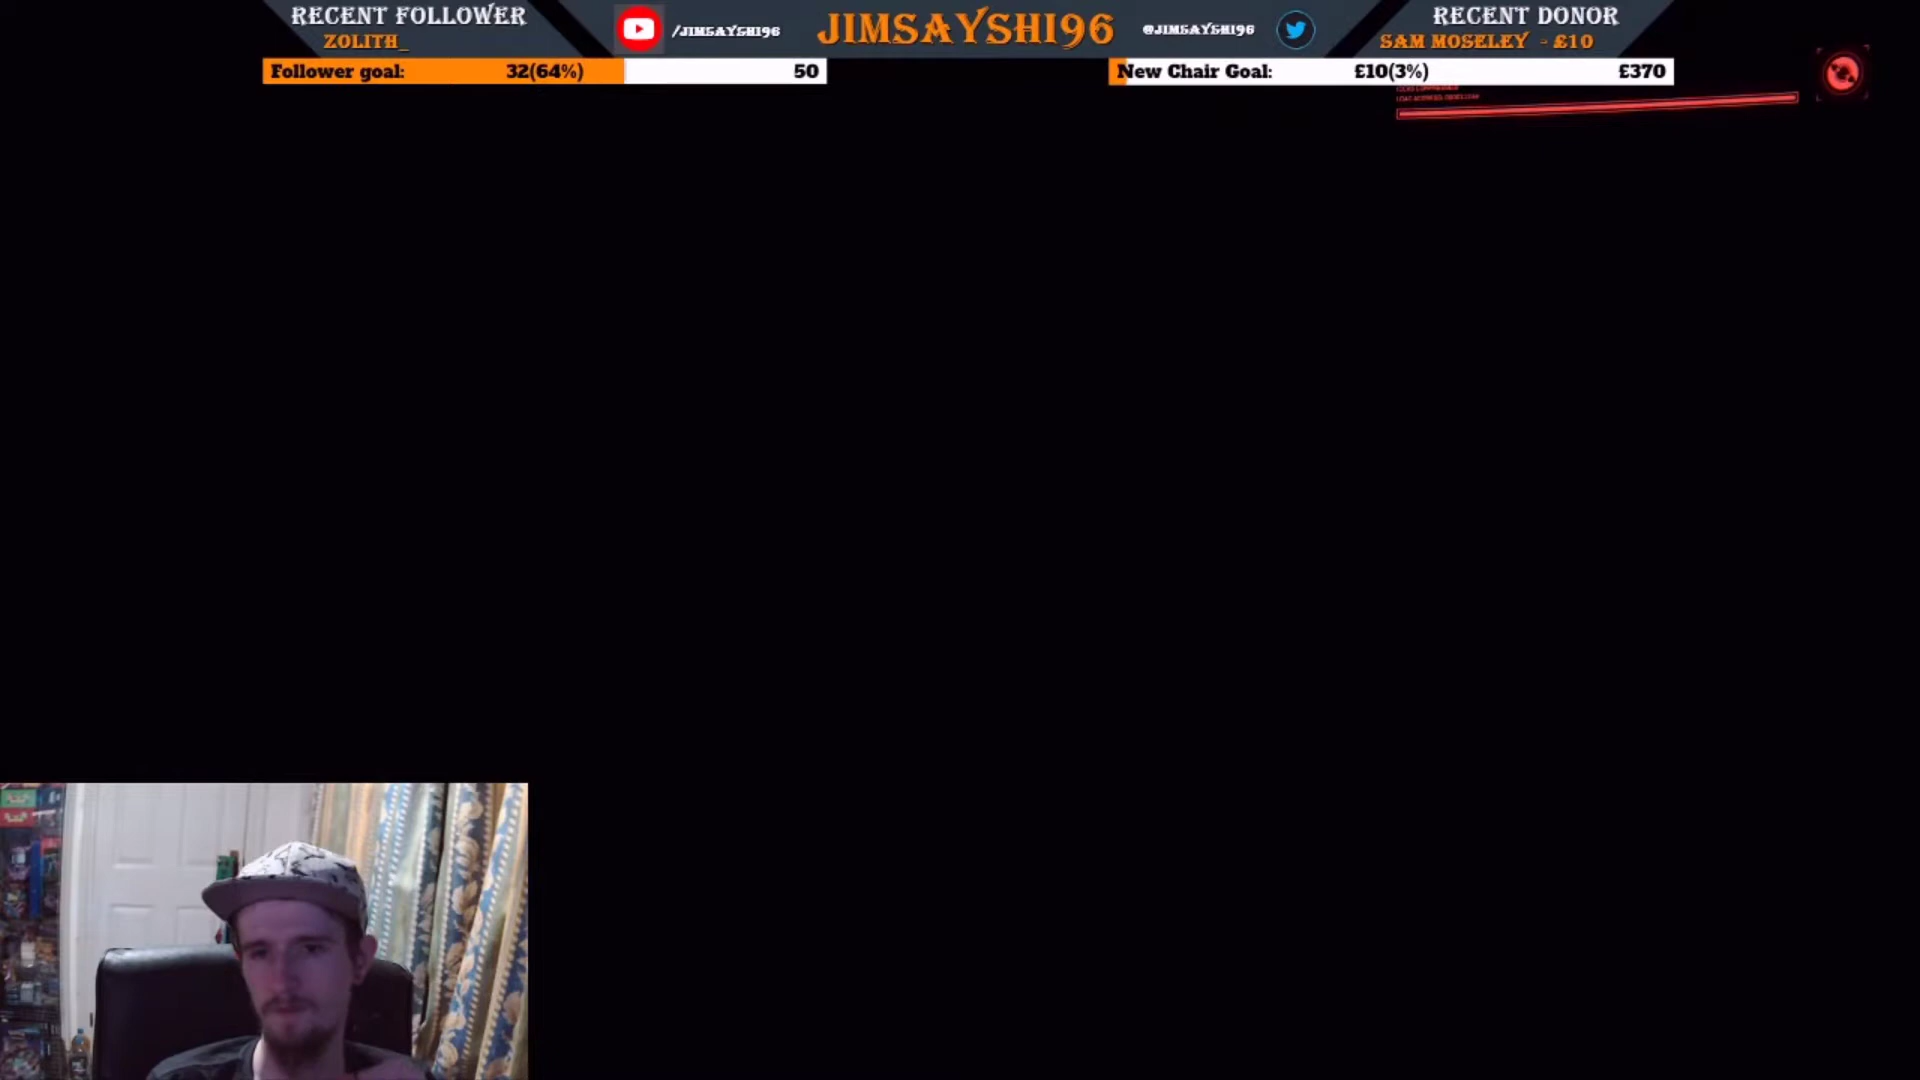 RECENT FOLLOWER
ZOLITH_
/JIMSAYSHI96
JIMSAYSHI96
@JIMSAYSHI96
RECENT DONOR
SAM MOSELEY - £10
Follower goal: 32(64%) 50
New Chair Goal: £10(3%) £370